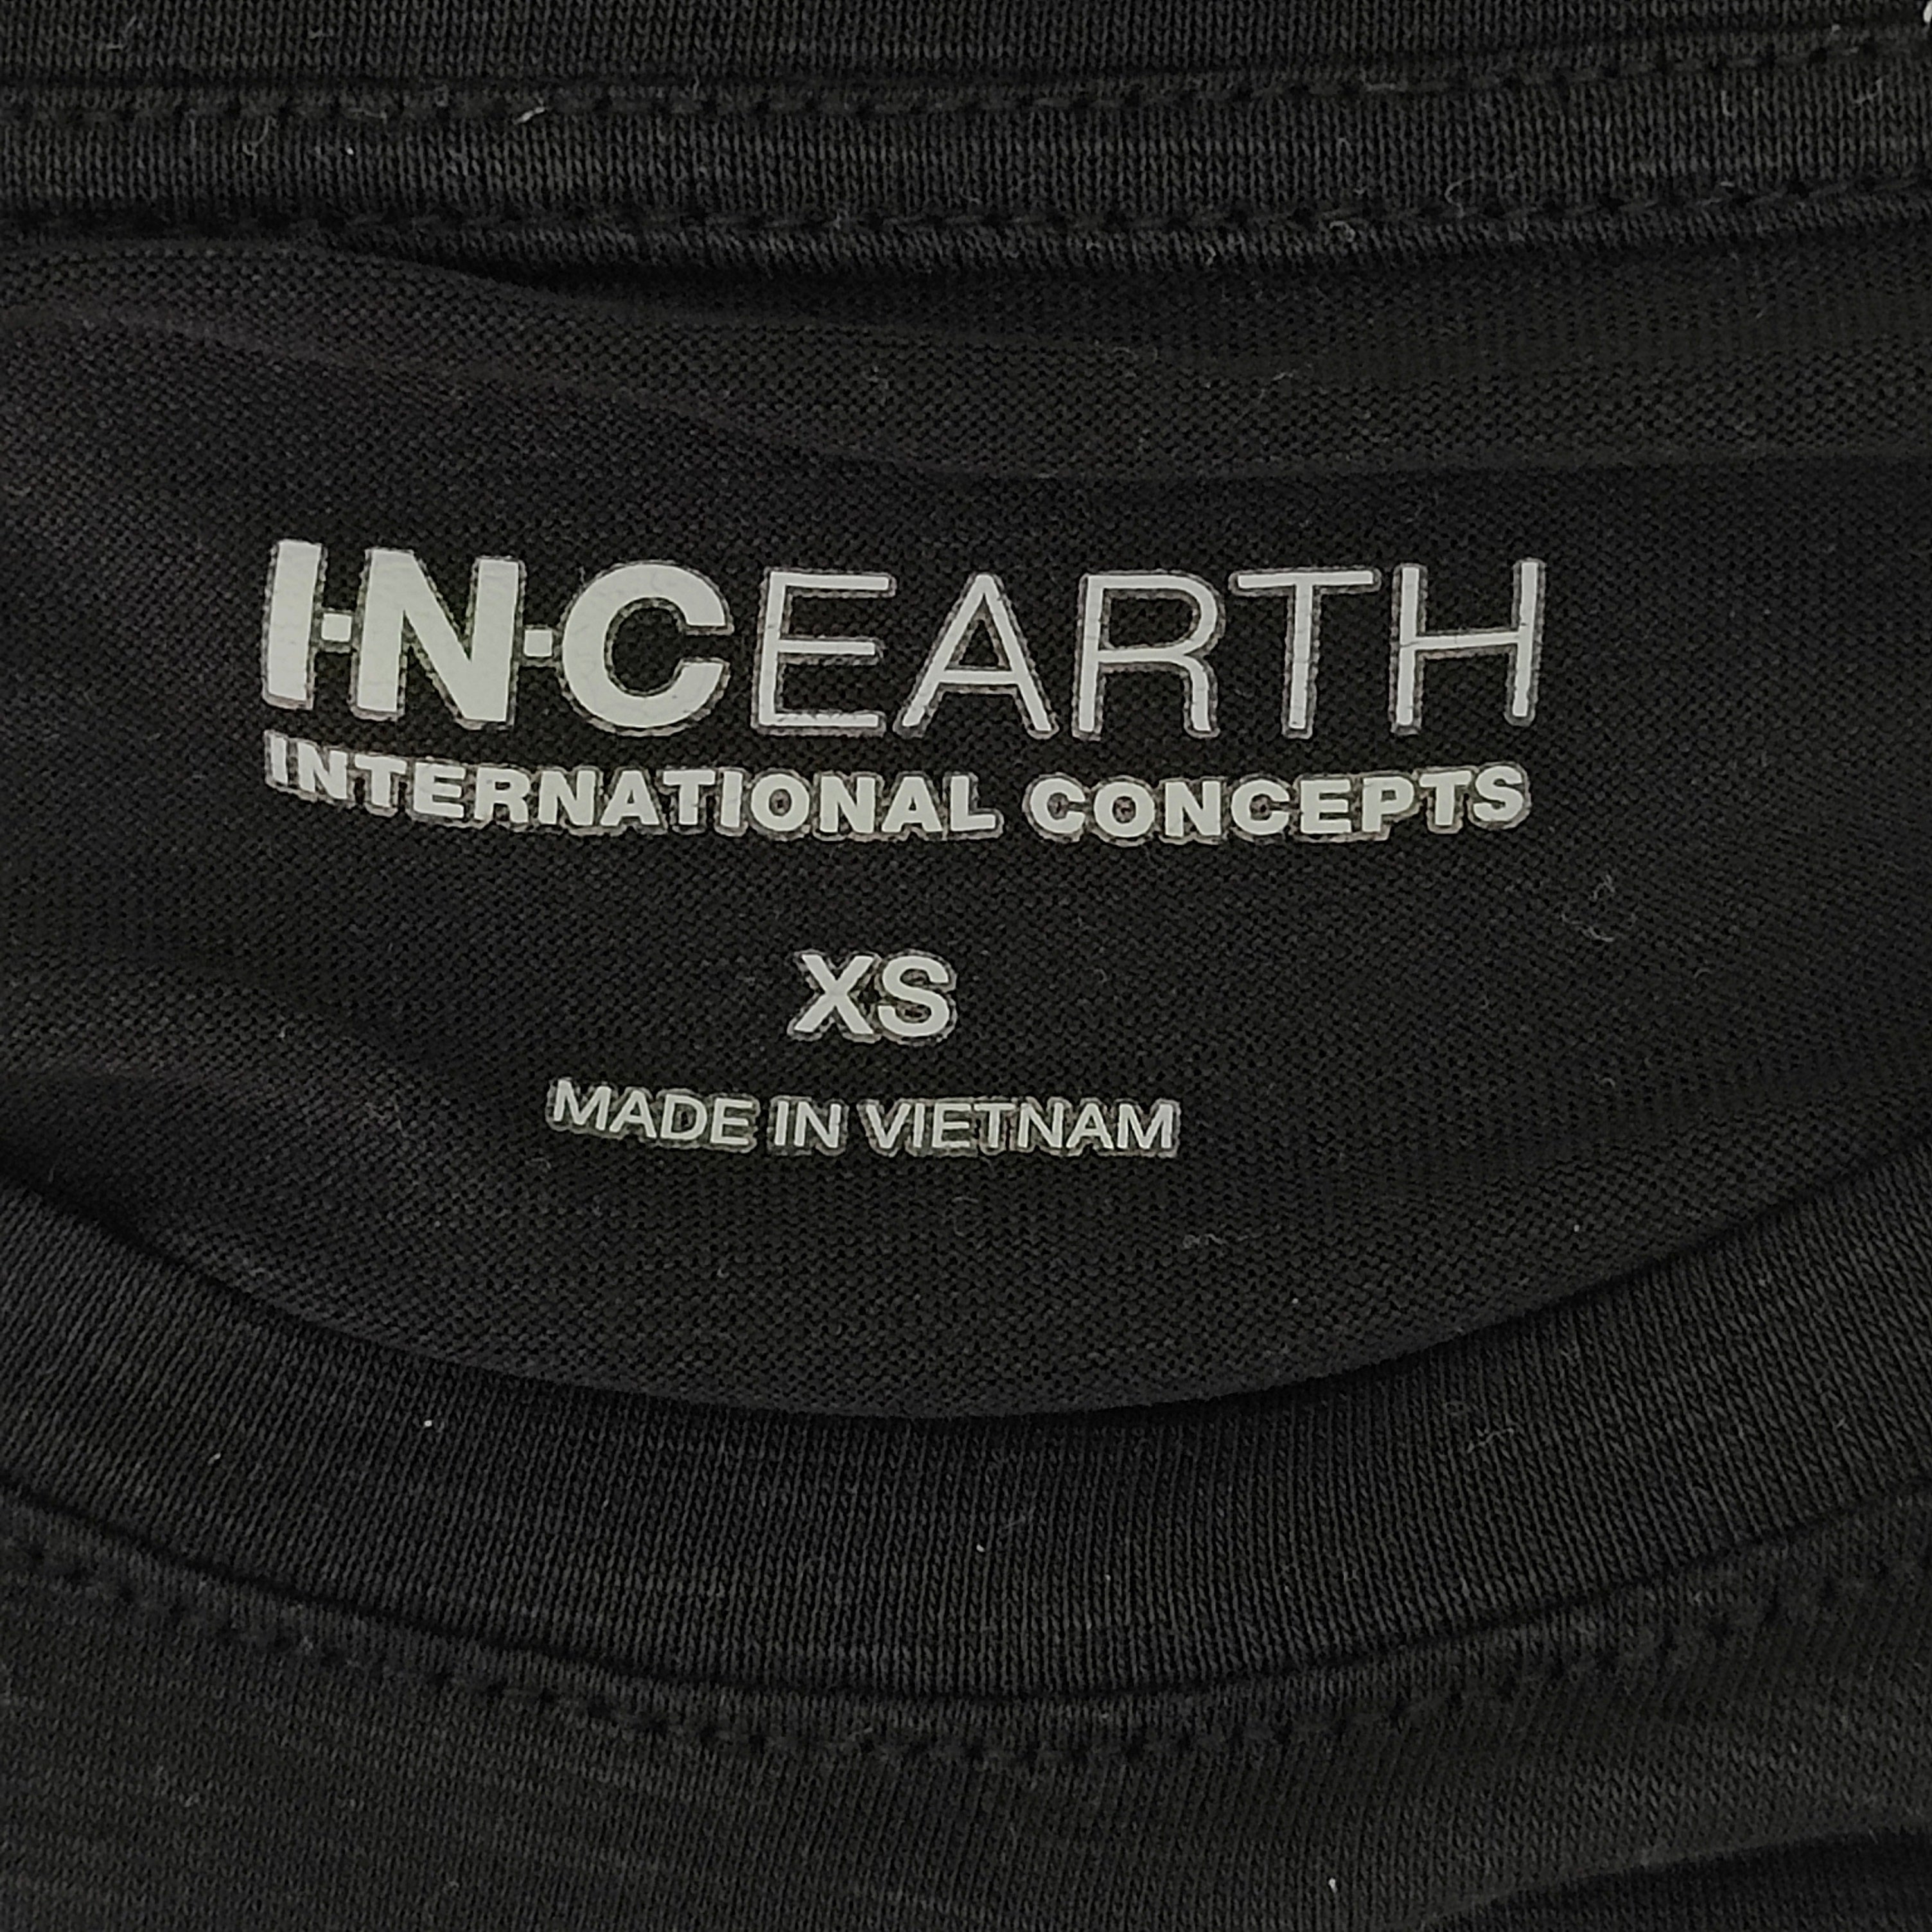 I·N·CEARTH
INTERNATIONAL CONCEPTS
XS
MADE IN VIETNAM